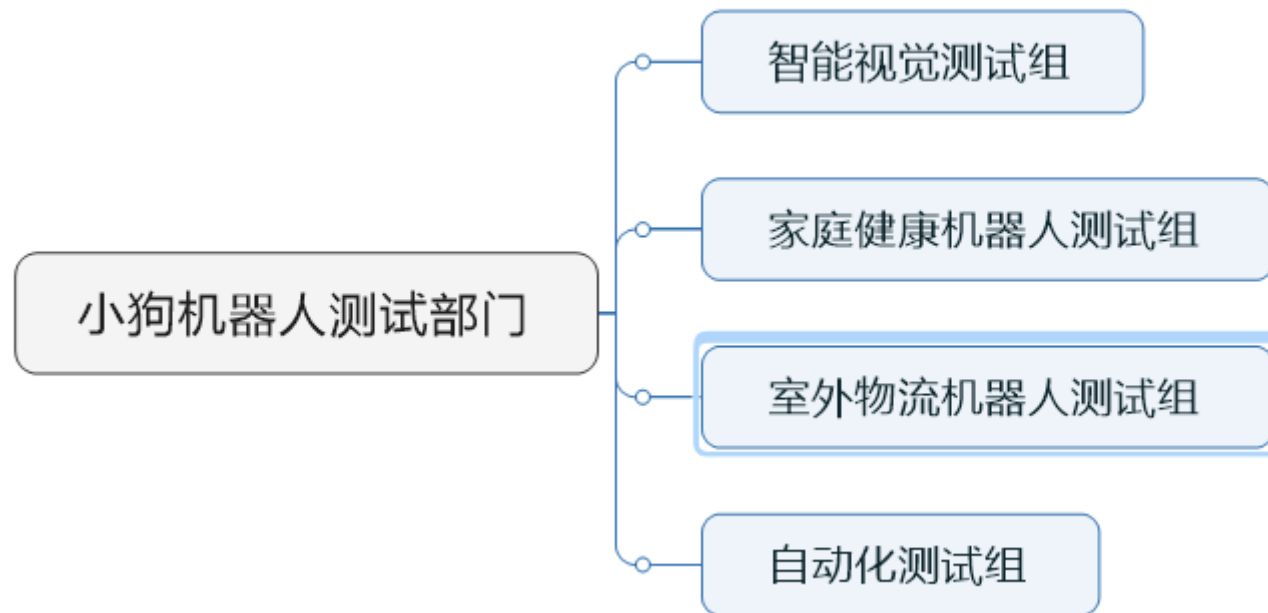 智能视觉测试组
家庭健康机器人测试组
小狗机器人测试部门
室外物流机器人测试组
自动化测试组